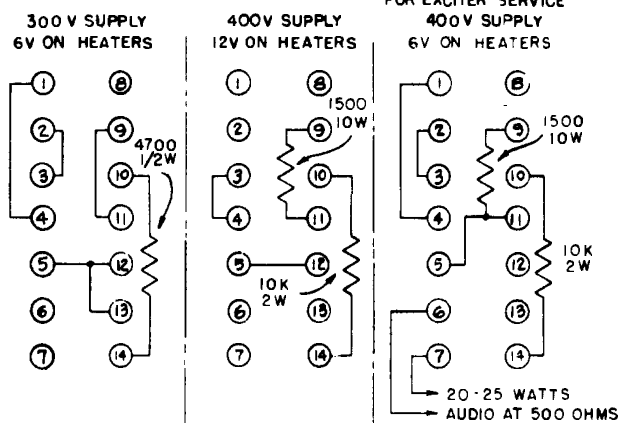 FOR EXCITER SERVICE
300 V SUPPLY
6V ON HEATERS
1 8
2 9
3 10
4 11
5 12
6 13
7 14
4700
1/2W
400V SUPPLY
12V ON HEATERS
1 8
2 9
3 10
4 11
5 12
6 13
7 14
1500
10W
10K
2W
400V SUPPLY
6V ON HEATERS
1 8
2 9
3 10
4 11
5 12
6 13
7 14
1500
10W
10K
2W
20-25 WATTS
AUDIO AT 500 OHMS